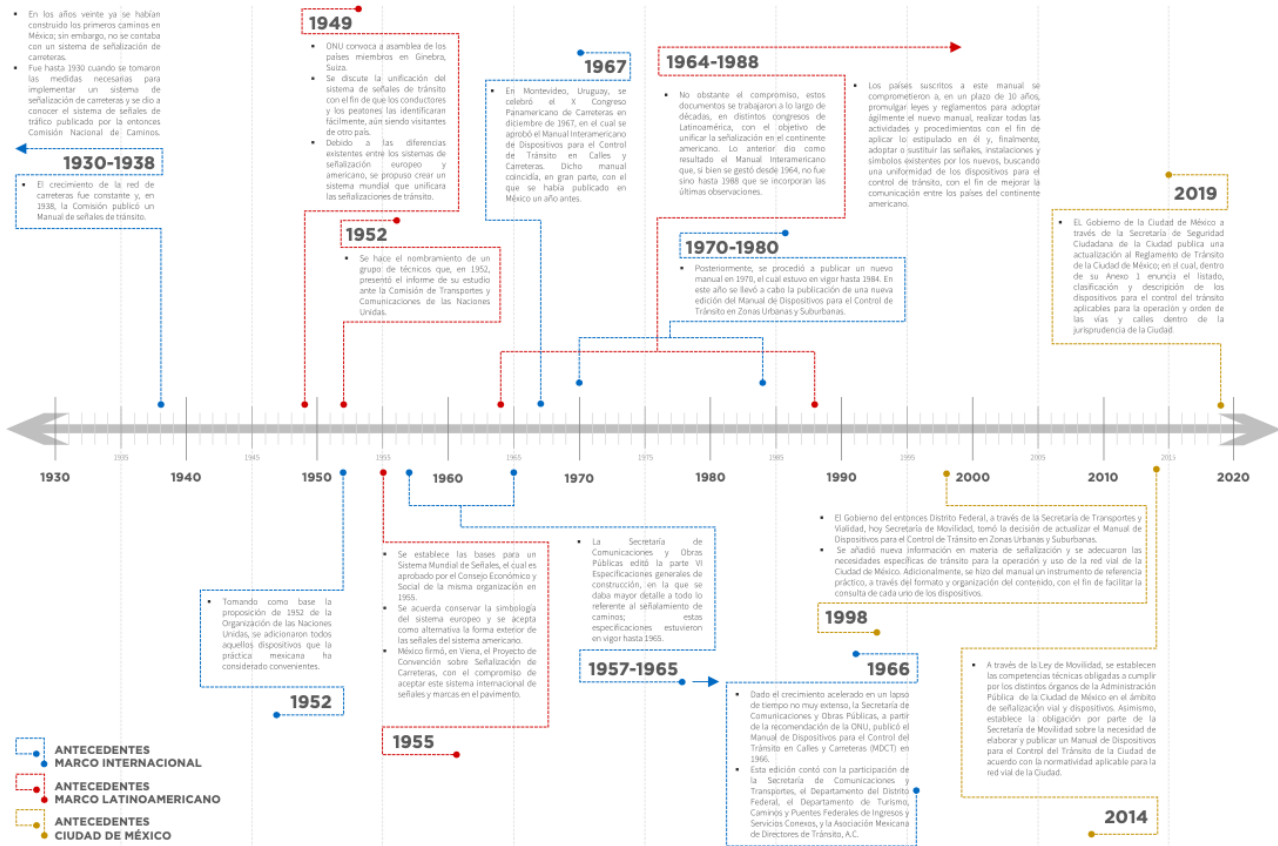 En los años veinte ya se habían
construido los primeros caminos en
México; sin embargo, no se contaba
con un sistema de señalización de
carreteras.
Fue hasta 1930 cuando se tomaron
las medidas necesarias para
implementar un sistema de
señalización de carreteras y se dio a
conocer el sistema de señales de
tráfico publicado por la entonces
Comisión Nacional de Caminos.
1930-1938
El crecimiento de la red de
carreteras fue constante y, en
1938, la Comisión publicó un
Manual de señales de tránsito.
1949
ONU convoca a asamblea de los
países miembros en Ginebra,
Suiza.
Se discute la unificación del
sistema de señales de tránsito
con el fin de que los conductores
y los peatones las identificaran
fácilmente, aún siendo visitantes
de otro país.
Debido a las diferencias
existentes entre los sistemas de
señalización europeo y
americano, se propuso crear un
sistema mundial que unificara
las señalizaciones de tránsito.
1952
Se hace el nombramiento de un
grupo de técnicos que, en 1952,
presentó el informe de su estudio
ante la Comisión de Transportes y
Comunicaciones de las Naciones
Unidas.
1967
En Montevideo, Uruguay, se
celebró el X Congreso
Panamericano de Carreteras en
diciembre de 1967, en el cual se
aprobó el Manual Interamericano
de Dispositivos para el Control
de Tránsito en Calles y
Carreteras. Dicho manual
coincidía, en gran parte, con el
que se había publicado en
México un año antes.
1964-1988
No obstante el compromiso, estos
documentos se trabajaron a lo largo de
décadas, en distintos congresos de
Latinoamérica, con el objetivo de
unificar la señalización en el continente
americano. Lo anterior dio como
resultado el Manual Interamericano
que, si bien se gestó desde 1964, no fue
sino hasta 1988 que se incorporan las
últimas observaciones.
Los países suscritos a este manual se
comprometieron a, en un plazo de 10 años,
promulgar leyes y reglamentos para adoptar
ágilmente el nuevo manual, realizar todas las
actividades y procedimientos con el fin de
aplicar lo estipulado en él y, finalmente,
adoptar o sustituir las señales, instalaciones y
símbolos existentes por los nuevos, buscando
una uniformidad de los dispositivos para el
control de tránsito, con el fin de mejorar la
comunicación entre los países del continente
americano.
1970-1980
Posteriormente, se procedió a publicar un nuevo
manual en 1970, el cual estuvo en vigor hasta 1984. En
este año se llevó a cabo la publicación de una nueva
edición del Manual de Dispositivos para el Control de
Tránsito en Zonas Urbanas y Suburbanas.
2019
EL Gobierno de la Ciudad de México a
través de la Secretaría de Seguridad
Ciudadana de la Ciudad publica una
actualización al Reglamento de Tránsito
de la Ciudad de México; en el cual, dentro
de su Anexo 1 enuncia el listado,
clasificación y descripción de los
dispositivos para el control del tránsito
aplicables para la operación y orden de
las vías y calles dentro de la
jurisprudencia de la Ciudad.
1935 1945 1955 1965 1975 1985 1995 2005 2015
1930 1940 1950 1960 1970 1980 1990 2000 2010 2020
Tomando como base la
proposición de 1952 de la
Organización de las Naciones
Unidas, se adicionaron todos
aquellos dispositivos que la
práctica mexicana ha
considerado convenientes.
1952
Se establece las bases para un
Sistema Mundial de Señales, el cual es
aprobado por el Consejo Económico y
Social de la misma organización en
1955.
Se acuerda conservar la simbología
del sistema europeo y se acepta
como alternativa la forma exterior de
las señales del sistema americano.
México firmó, en Viena, el Proyecto de
Convención sobre Señalización de
Carreteras, con el compromiso de
aceptar este sistema internacional de
señales y marcas en el pavimento.
1955
La Secretaría de
Comunicaciones y Obras
Públicas editó la parte VI
Especificaciones generales de
construcción, en la que se
daba mayor detalle a todo lo
referente al señalamiento de
caminos; estas
especificaciones estuvieron
en vigor hasta 1965.
1957-1965
1966
Dado el crecimiento acelerado en un lapso
de tiempo no muy extenso, la Secretaría de
Comunicaciones y Obras Públicas, a partir
de la recomendación de la ONU, publicó el
Manual de Dispositivos para el Control del
Tránsito en Calles y Carreteras (MDCT) en
1966.
Esta edición contó con la participación de
la Secretaría de Comunicaciones y
Transportes, el Departamento del Distrito
Federal, el Departamento de Turismo,
Caminos y Puentes Federales de Ingresos y
Servicios Conexos, y la Asociación Mexicana
de Directores de Tránsito, A.C.
El Gobierno del entonces Distrito Federal, a través de la Secretaría de Transportes y
Vialidad, hoy Secretaría de Movilidad, tomó la decisión de actualizar el Manual de
Dispositivos para el Control de Tránsito en Zonas Urbanas y Suburbanas.
Se añadió nueva información en materia de señalización y se adecuaron las
necesidades específicas de tránsito para la operación y uso de la red vial de la
Ciudad de México. Adicionalmente, se hizo del manual un instrumento de referencia
práctico, a través del formato y organización del contenido, con el fin de facilitar la
consulta de cada uno de los dispositivos.
1998
A través de la Ley de Movilidad, se establecen
las competencias técnicas obligadas a cumplir
por los distintos órganos de la Administración
Pública de la Ciudad de México en el ámbito
de señalización vial y dispositivos. Asimismo,
establece la obligación por parte de la
Secretaría de Movilidad sobre la necesidad de
elaborar y publicar un Manual de Dispositivos
para el Control del Tránsito de la Ciudad de
acuerdo con la normatividad aplicable para la
red vial de la Ciudad.
2014
ANTECEDENTES
MARCO INTERNACIONAL
ANTECEDENTES
MARCO LATINOAMERICANO
ANTECEDENTES
CIUDAD DE MÉXICO